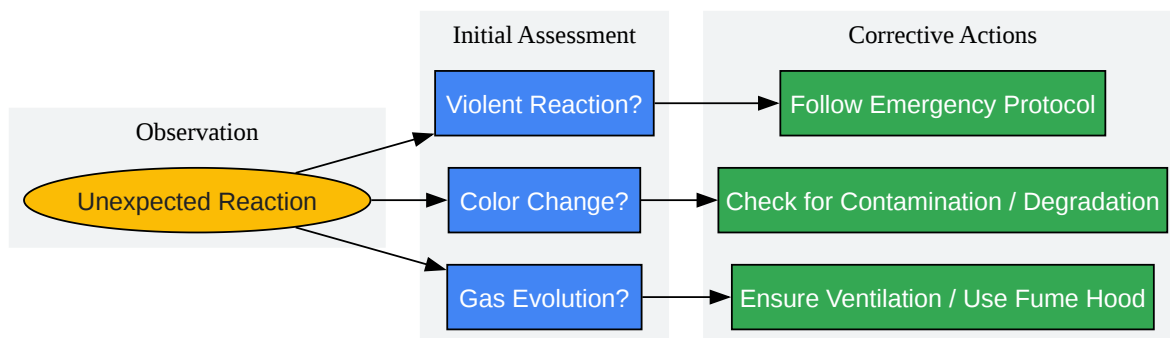 Observation
Unexpected Reaction
Initial Assessment
Violent Reaction?
Color Change?
Gas Evolution?
Corrective Actions
Follow Emergency Protocol
Check for Contamination / Degradation
Ensure Ventilation / Use Fume Hood